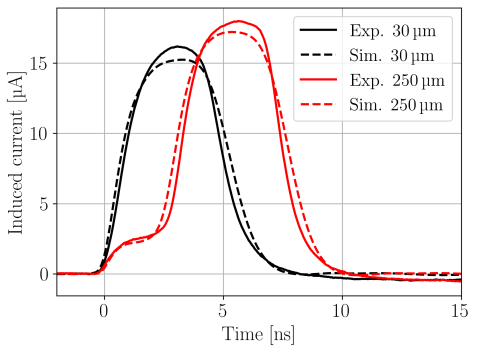 Exp. 30 µm
Sim. 30 µm
Exp. 250 µm
Sim. 250 µm
Induced current [µA]
15
10
5
0
0 5 10 15
Time [ns]